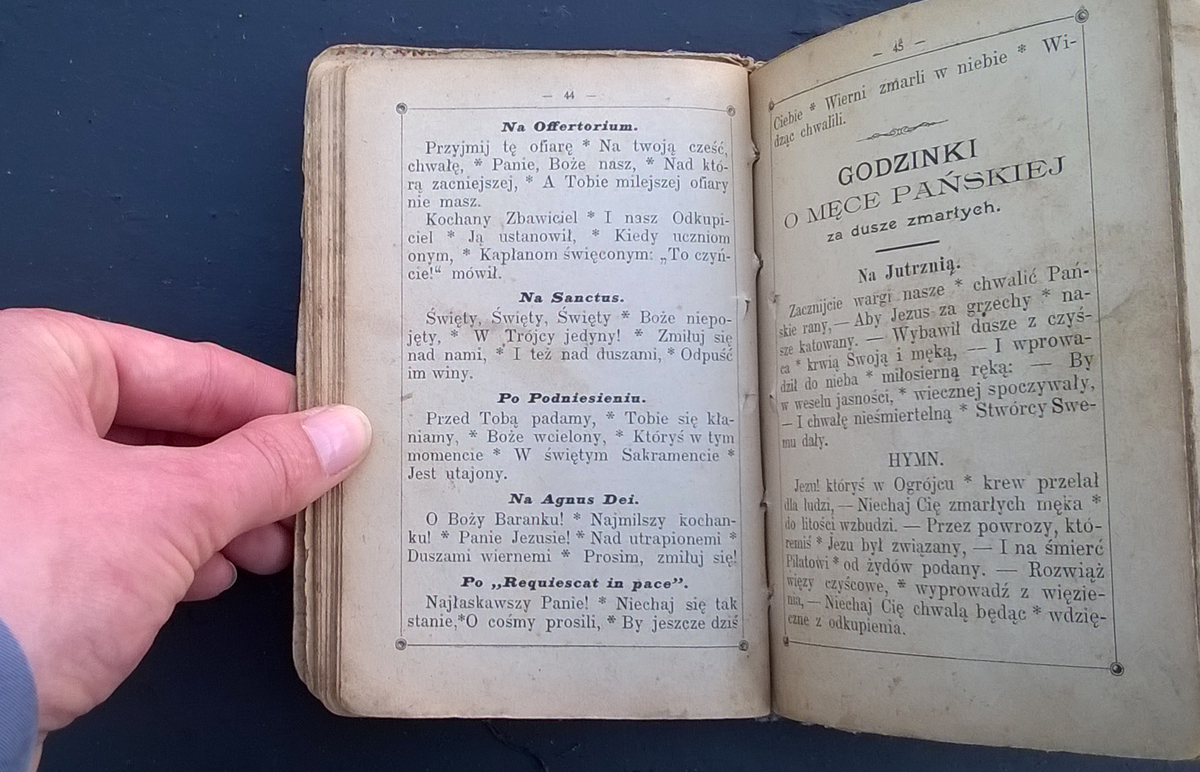 — 44 —
Na Offertorium.
Przyjmij tę ofiarę * Na twoją cześć,
chwałę, * Panie, Boże nasz, * Nad któ-
rą zacniejszej, * A Tobie milejszej ofiary
nie masz.
Kochany Zbawiciel * I nasz Odkupi-
ciel * Ją ustanowił, * Kiedy uczniom
onym, * Kapłanom święconym: „To czyń-
cie!“ mówił.
Na Sanctus.
Święty, Święty, Święty * Boże niepo-
jęty, * W Trójcy jedyny! * Zmiłuj się
nad nami, * I też nad duszami, * Odpuść
im winy.
Po Podniesieniu.
Przed Tobą padamy, * Tobie się kła-
niamy, * Boże wcielony, * Któryś w tym
momencie * W świętym Sakramencie *
Jest utajony.
Na Agnus Dei.
O Boży Baranku! * Najmilszy kochan-
ku! * Panie Jezusie! * Nad utrapionemi *
Duszami wiernemi * Prosim, zmiłuj się!
Po „Requiescat in pace”.
Najłaskawszy Panie! * Niechaj się tak
stanie,*O cośmy prosili, * By jeszcze dziś
— 45 —
Ciebie * Wierni zmarli w niebie * Wi-
dząc chwalili.
GODZINKI
O MĘCE PAŃSKIEJ
za dusze zmarłych.
Na Jutrznią.
Zacznijcie wargi nasze * chwalić Pań-
skie rany, — Aby Jezus za grzechy * na-
sze katowany. — Wybawił dusze z czyś-
ca * krwią Swoją i męką, — I wprowa-
dził do nieba * miłosierną ręką: — By
w weselu jasności, * wiecznej spoczywały,
— I chwałę nieśmiertelną * Stwórcy Swe-
mu dały.
HYMN.
Jezu! któryś w Ogrójcu * krew przelał
dla ludzi, — Niechaj Cię zmarłych męka *
do litości wzbudzi. — Przez powrozy, któ-
remiś * Jezu był związany, — I na śmierć
Piłatowi * od żydów podany. — Rozwiąż
więzy czyścowe, * wyprowadź z więzie-
nia, — Niechaj Cię chwalą będąc * wdzię-
czne z odkupienia.